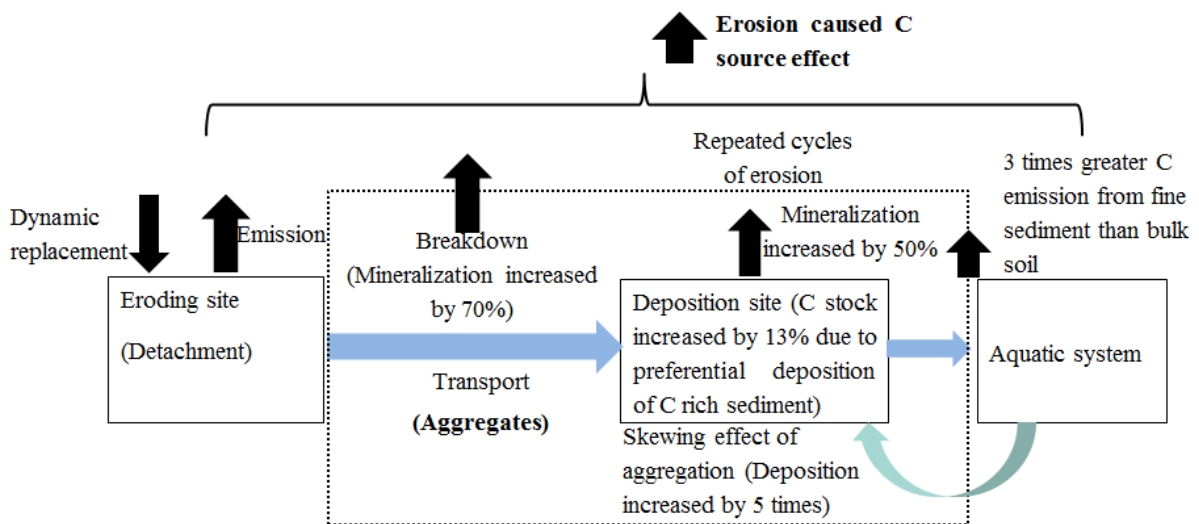 Erosion caused C
source effect
Repeated cycles
of erosion
3 times greater C
emission from fine
sediment than bulk
soil
Dynamic
replacement
Emission
Breakdown
(Mineralization increased
by 70%)
Mineralization
increased by 50%
Eroding site
(Detachment)
Transport
(Aggregates)
Deposition site (C stock
increased by 13% due to
preferential deposition
of C rich sediment)
Aquatic system
Skewing effect of
aggregation (Deposition
increased by 5 times)